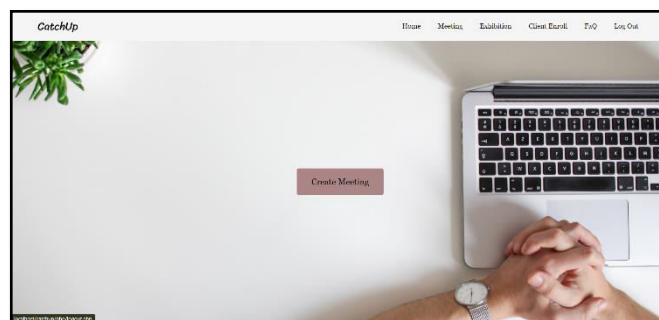 CatchUp
Home Meeting Exhibition Client Enroll FaQ Log Out
Create Meeting